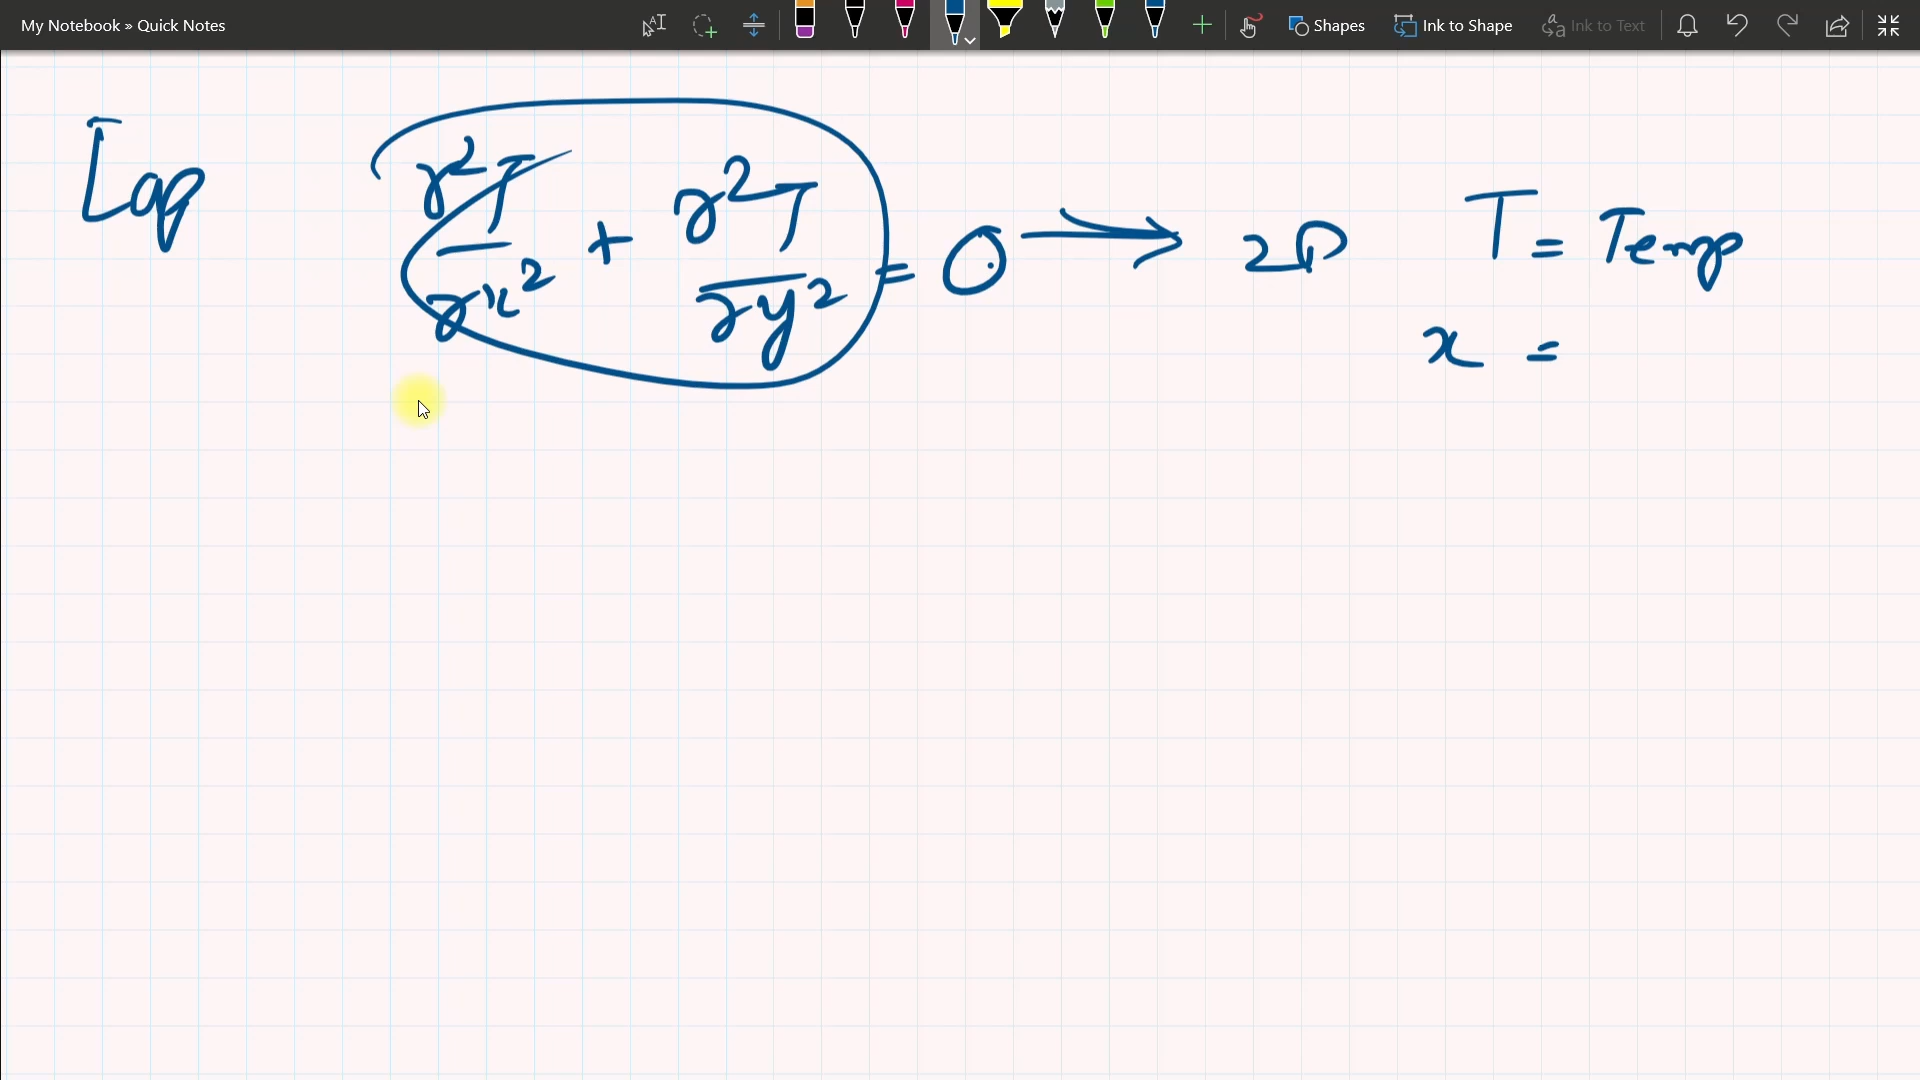 My Notebook » Quick Notes
Shapes
Ink to Shape
Ink to Text
Lap ∂²T/∂x² + ∂²T/∂y² = 0 → 2D T = Temp
x =